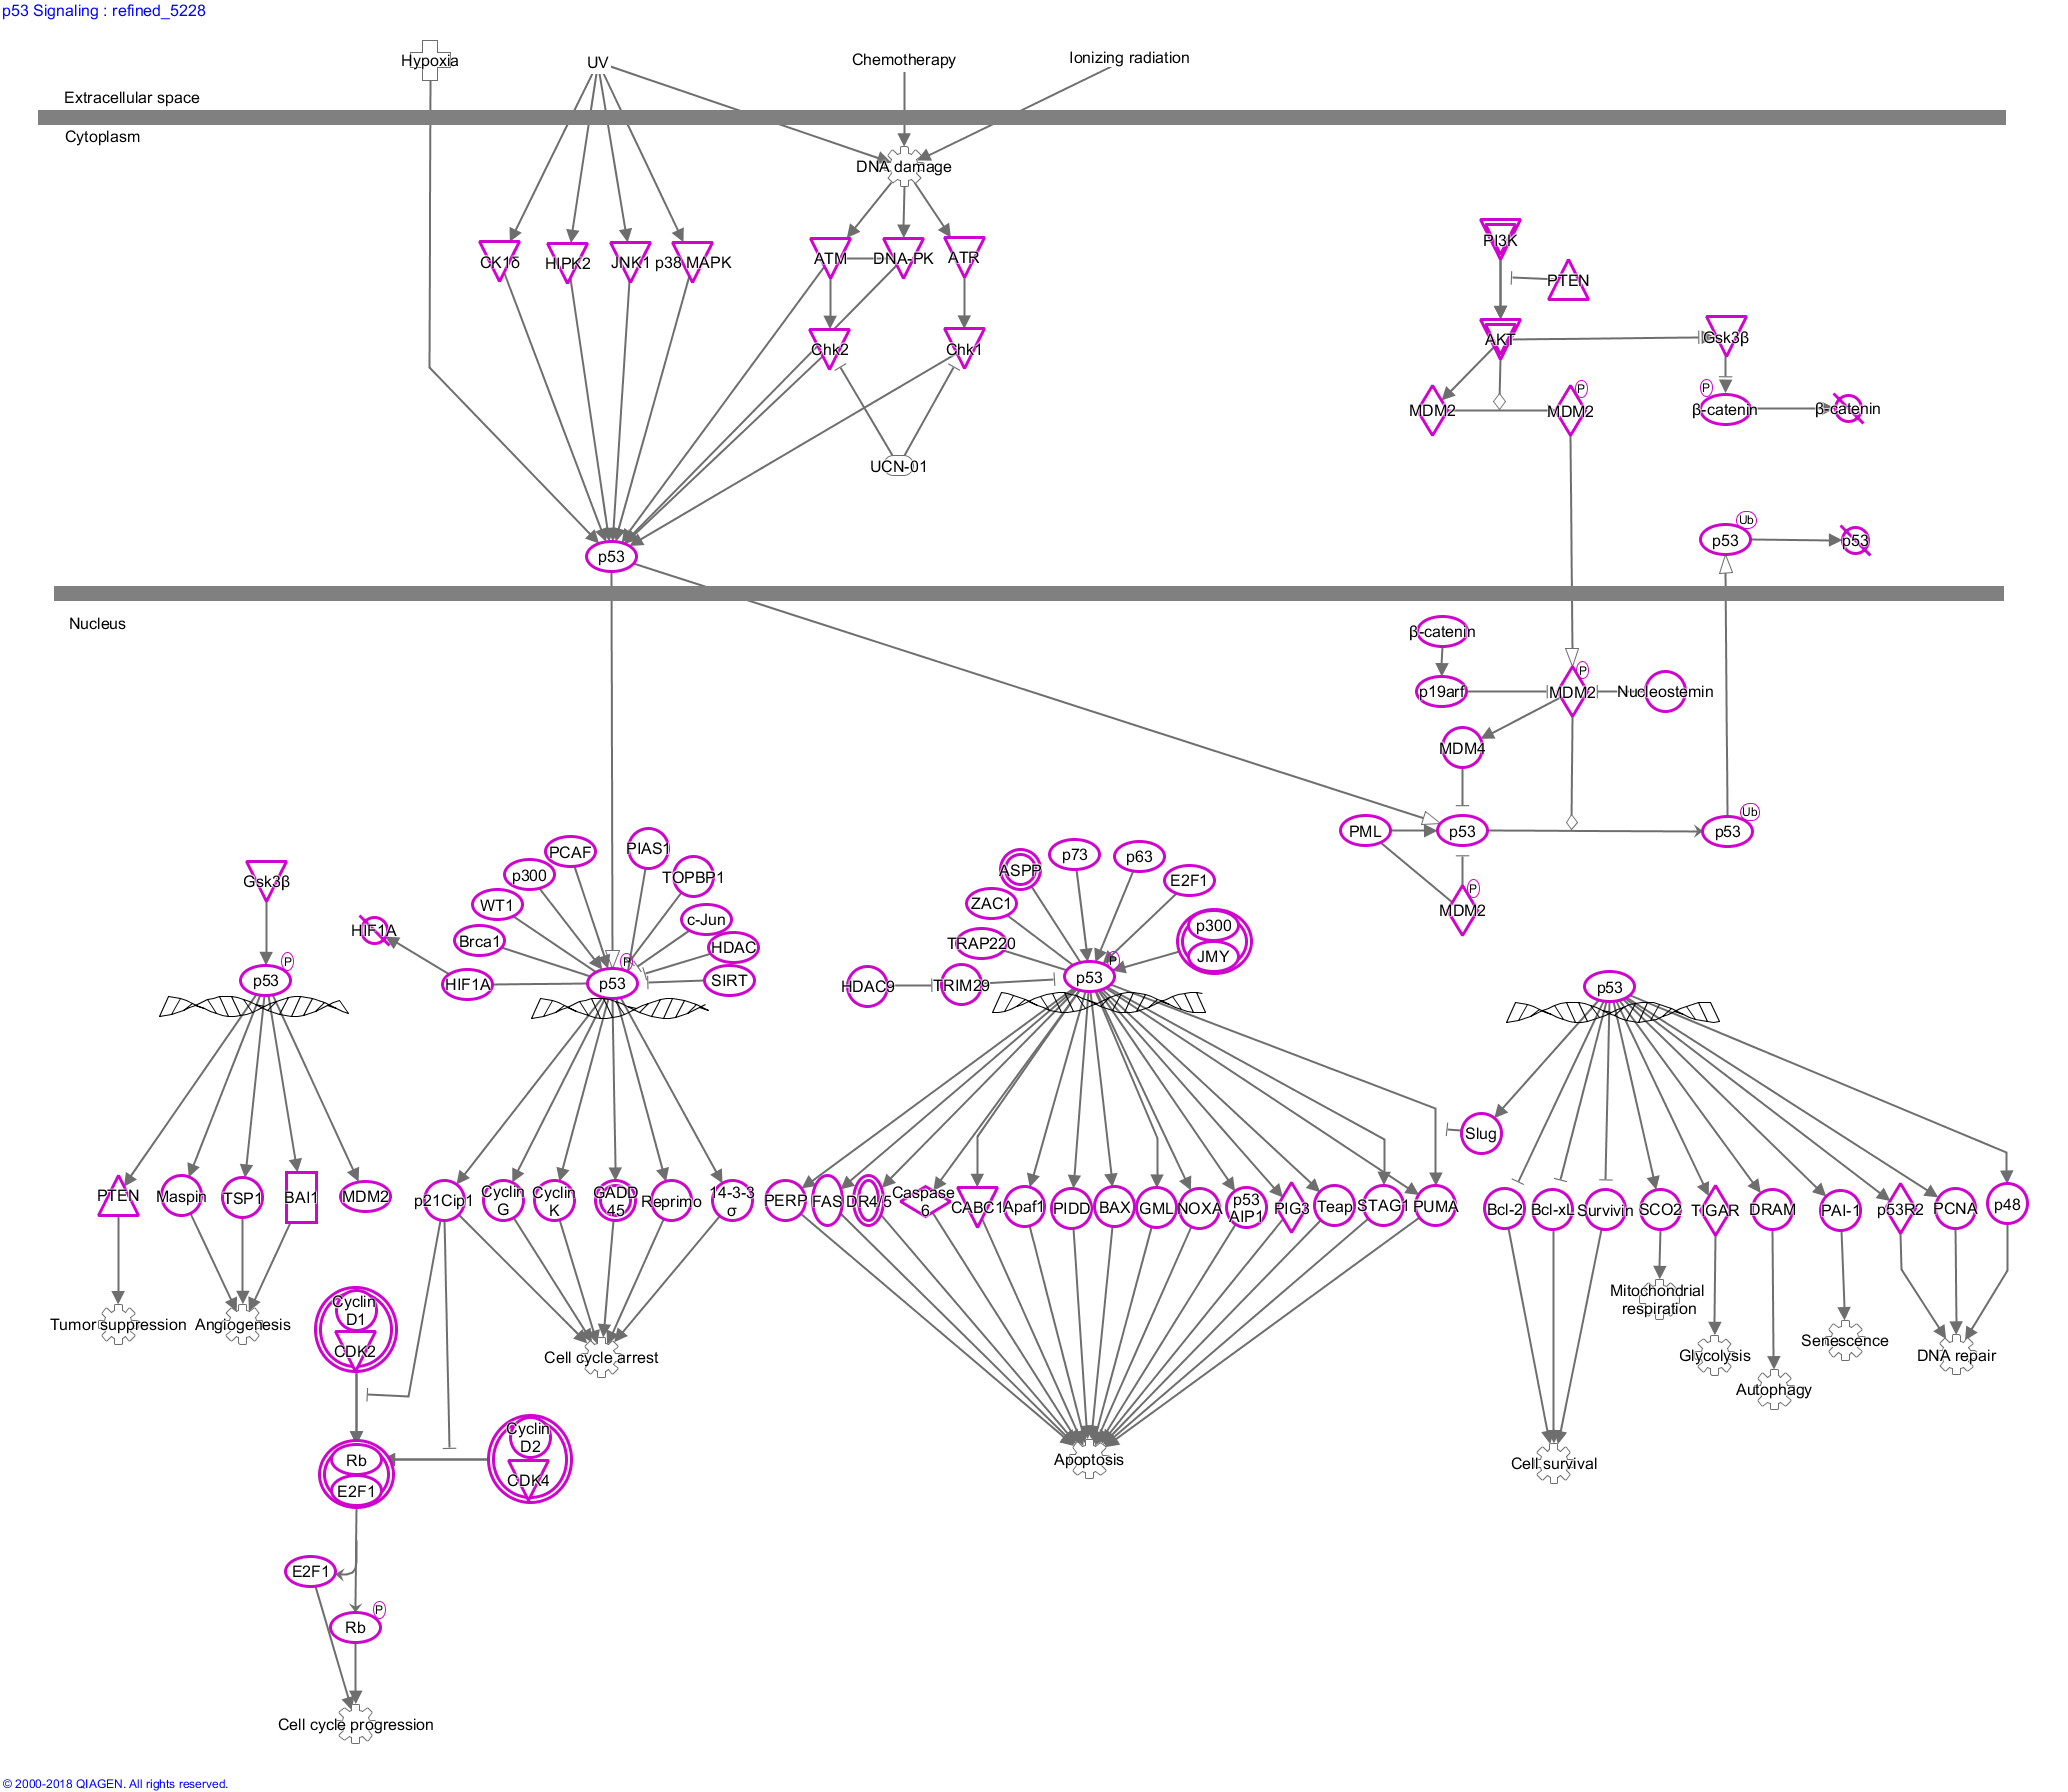 p53 Signaling : refined_5228
Hypoxia
UV
Chemotherapy
Ionizing radiation
Extracellular space
Cytoplasm
DNA damage
CK1δ
HIPK2
JNK1
p38 MAPK
ATM
DNA-PK
ATR
PI3K
PTEN
Chk2
Chk1
AKT
Gsk3β
MDM2
P
MDM2
P
β-catenin
β-catenin
UCN-01
p53
p53
Ub
p53
Nucleus
β-catenin
p19arf
P
MDM2
Nucleostemin
MDM4
PML
p53
Ub
p53
P
MDM2
Gsk3β
P
p53
HIF1A
HIF1A
Brca1
WT1
p300
PCAF
PIAS1
TOPBP1
c-Jun
HDAC
SIRT
P
p53
HDAC9
TRIM29
TRAP220
ZAC1
ASPP
p73
p63
E2F1
p300
JMY
P
p53
p53
Slug
PTEN
Maspin
TSP1
BAI1
MDM2
p21Cip1
Cyclin
G
Cyclin
K
GADD
45
Reprimo
14-3-3
σ
PERP
FAS
DR4/5
Caspase
6
CABC1
Apaf1
PIDD
BAX
GML
NOXA
p53
AIP1
PIG3
Teap
STAG1
PUMA
Bcl-2
Bcl-xL
Survivin
SCO2
TIGAR
DRAM
PAI-1
p53R2
PCNA
p48
Tumor suppression
Angiogenesis
Cyclin
D1
CDK2
Cell cycle arrest
Mitochondrial
respiration
Glycolysis
Autophagy
Senescence
DNA repair
Cyclin
D2
CDK4
Rb
E2F1
Apoptosis
Cell survival
E2F1
P
Rb
Cell cycle progression
© 2000-2018 QIAGEN. All rights reserved.